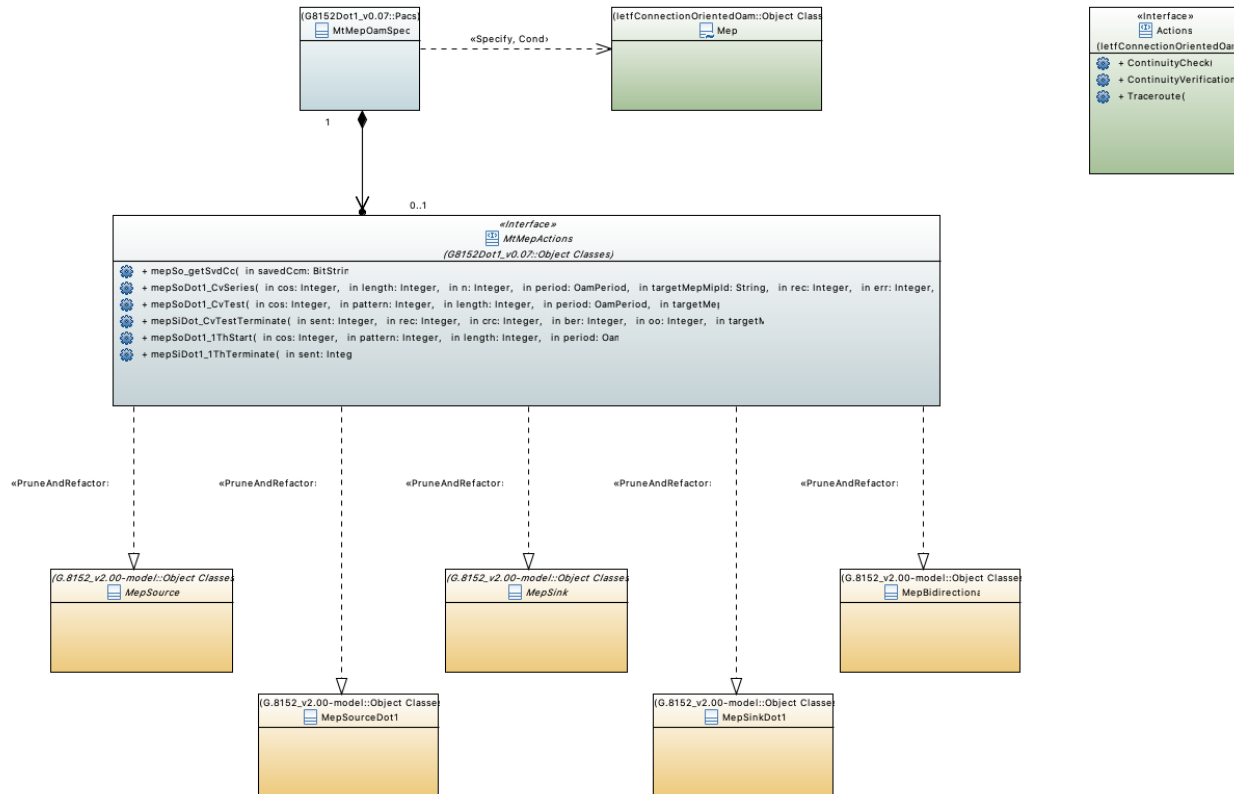 (G8152Dot1_v0.07::Pacs)
MtMepOamSpec
(IetfConnectionOrientedOam::Object Class
Mep
«Interface»
Actions
(IetfConnectionOrientedOam
+ ContinuityCheck(
+ ContinuityVerification
+ Traceroute(
«Specify, Cond»
1
0..1
«Interface»
MtMepActions
(G8152Dot1_v0.07::Object Classes)
+ mepSo_getSvdCc( in savedCcm: BitStrin
+ mepSoDot1_CvSeries( in cos: Integer, in length: Integer, in n: Integer, in period: OamPeriod, in targetMepMipId: String, in rec: Integer, in err: Integer,
+ mepSoDot1_CvTest( in cos: Integer, in pattern: Integer, in length: Integer, in period: OamPeriod, in targetMep
+ mepSiDot_CvTestTerminate( in sent: Integer, in rec: Integer, in crc: Integer, in ber: Integer, in oo: Integer, in targetM
+ mepSoDot1_1ThStart( in cos: Integer, in pattern: Integer, in length: Integer, in period: Oam
+ mepSiDot1_1ThTerminate( in sent: Integ
«PruneAndRefactor»
«PruneAndRefactor»
«PruneAndRefactor»
«PruneAndRefactor»
«PruneAndRefactor»
(G.8152_v2.00-model::Object Classes
MepSource
(G.8152_v2.00-model::Object Classes
MepSink
(G.8152_v2.00-model::Object Classes
MepBidirectiona
(G.8152_v2.00-model::Object Classes
MepSourceDot1
(G.8152_v2.00-model::Object Classes
MepSinkDot1